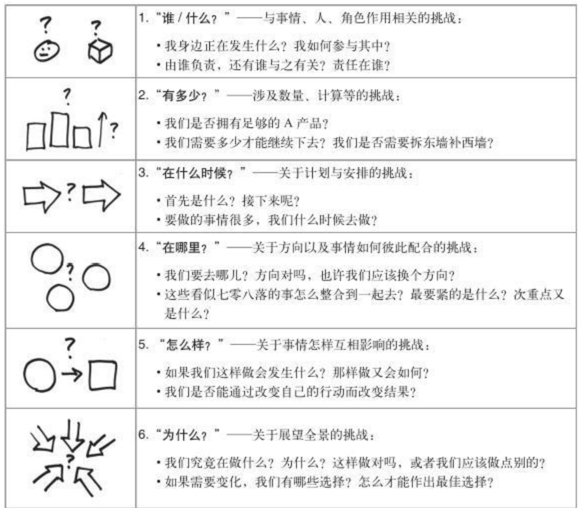 ?
1. “谁 / 什么？”——与事情、人、角色作用相关的挑战：
• 我身边正在发生什么？我如何参与其中？
• 由谁负责，还有谁与之有关？责任在谁？
?
?
2. “有多少？”——涉及数量、计算等的挑战：
• 我们是否拥有足够的 A 产品？
• 我们需要多少才能继续下去？我们是否需要拆东墙补西墙？
?
3. “在什么时候？”——关于计划与安排的挑战：
• 首先是什么？接下来呢？
• 要做的事情很多，我们什么时候去做？
?
4. “在哪里？”——关于方向以及事情如何彼此配合的挑战：
• 我们要去哪儿？方向对吗，也许我们应该换个方向？
• 这些看似七零八落的事怎么整合到一起去？最要紧的是什么？次重点又
是什么？
?
5. “怎么样？”——关于事情怎样互相影响的挑战：
• 如果我们这样做会发生什么？那样做又会如何？
• 我们是否能通过改变自己的行动而改变结果？
?
6. “为什么？”——关于展望全景的挑战：
• 我们究竟在做什么？为什么？这样做对吗，或者我们应该做点别的？
• 如果需要变化，我们有哪些选择？怎么才能作出最佳选择？
?